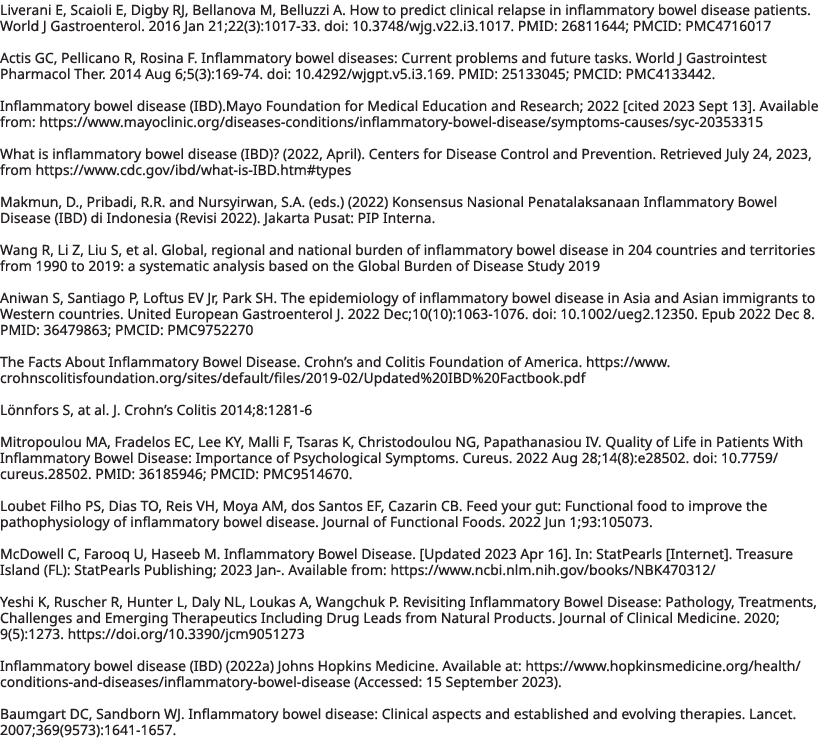 Liverani E, Scaioli E, Digby RJ, Bellanova M, Belluzzi A. How to predict clinical relapse in inflammatory bowel disease patients.
World J Gastroenterol. 2016 Jan 21;22(3):1017-33. doi: 10.3748/wjg.v22.i3.1017. PMID: 26811644; PMCID: PMC4716017
Actis GC, Pellicano R, Rosina F. Inflammatory bowel diseases: Current problems and future tasks. World J Gastrointest
Pharmacol Ther. 2014 Aug 6;5(3):169-74. doi: 10.4292/wjgpt.v5.i3.169. PMID: 25133045; PMCID: PMC4133442.
Inflammatory bowel disease (IBD).Mayo Foundation for Medical Education and Research; 2022 [cited 2023 Sept 13]. Available
from: https://www.mayoclinic.org/diseases-conditions/inflammatory-bowel-disease/symptoms-causes/syc-20353315
What is inflammatory bowel disease (IBD)? (2022, April). Centers for Disease Control and Prevention. Retrieved July 24, 2023,
from https://www.cdc.gov/ibd/what-is-IBD.htm#types
Makmun, D., Pribadi, R.R. and Nursyirwan, S.A. (eds.) (2022) Konsensus Nasional Penatalaksanaan Inflammatory Bowel
Disease (IBD) di Indonesia (Revisi 2022). Jakarta Pusat: PIP Interna.
Wang R, Li Z, Liu S, et al. Global, regional and national burden of inflammatory bowel disease in 204 countries and territories
from 1990 to 2019: a systematic analysis based on the Global Burden of Disease Study 2019
Aniwan S, Santiago P, Loftus EV Jr, Park SH. The epidemiology of inflammatory bowel disease in Asia and Asian immigrants to
Western countries. United European Gastroenterol J. 2022 Dec;10(10):1063-1076. doi: 10.1002/ueg2.12350. Epub 2022 Dec 8.
PMID: 36479863; PMCID: PMC9752270
The Facts About Inflammatory Bowel Disease. Crohn’s and Colitis Foundation of America. https://www.
crohnscolitisfoundation.org/sites/default/files/2019-02/Updated%20IBD%20Factbook.pdf
Lönnfors S, at al. J. Crohn’s Colitis 2014;8:1281-6
Mitropoulou MA, Fradelos EC, Lee KY, Malli F, Tsaras K, Christodoulou NG, Papathanasiou IV. Quality of Life in Patients With
Inflammatory Bowel Disease: Importance of Psychological Symptoms. Cureus. 2022 Aug 28;14(8):e28502. doi: 10.7759/
cureus.28502. PMID: 36185946; PMCID: PMC9514670.
Loubet Filho PS, Dias TO, Reis VH, Moya AM, dos Santos EF, Cazarin CB. Feed your gut: Functional food to improve the
pathophysiology of inflammatory bowel disease. Journal of Functional Foods. 2022 Jun 1;93:105073.
McDowell C, Farooq U, Haseeb M. Inflammatory Bowel Disease. [Updated 2023 Apr 16]. In: StatPearls [Internet]. Treasure
Island (FL): StatPearls Publishing; 2023 Jan-. Available from: https://www.ncbi.nlm.nih.gov/books/NBK470312/
Yeshi K, Ruscher R, Hunter L, Daly NL, Loukas A, Wangchuk P. Revisiting Inflammatory Bowel Disease: Pathology, Treatments,
Challenges and Emerging Therapeutics Including Drug Leads from Natural Products. Journal of Clinical Medicine. 2020;
9(5):1273. https://doi.org/10.3390/jcm9051273
Inflammatory bowel disease (IBD) (2022a) Johns Hopkins Medicine. Available at: https://www.hopkinsmedicine.org/health/
conditions-and-diseases/inflammatory-bowel-disease (Accessed: 15 September 2023).
Baumgart DC, Sandborn WJ. Inflammatory bowel disease: Clinical aspects and established and evolving therapies. Lancet.
2007;369(9573):1641-1657.